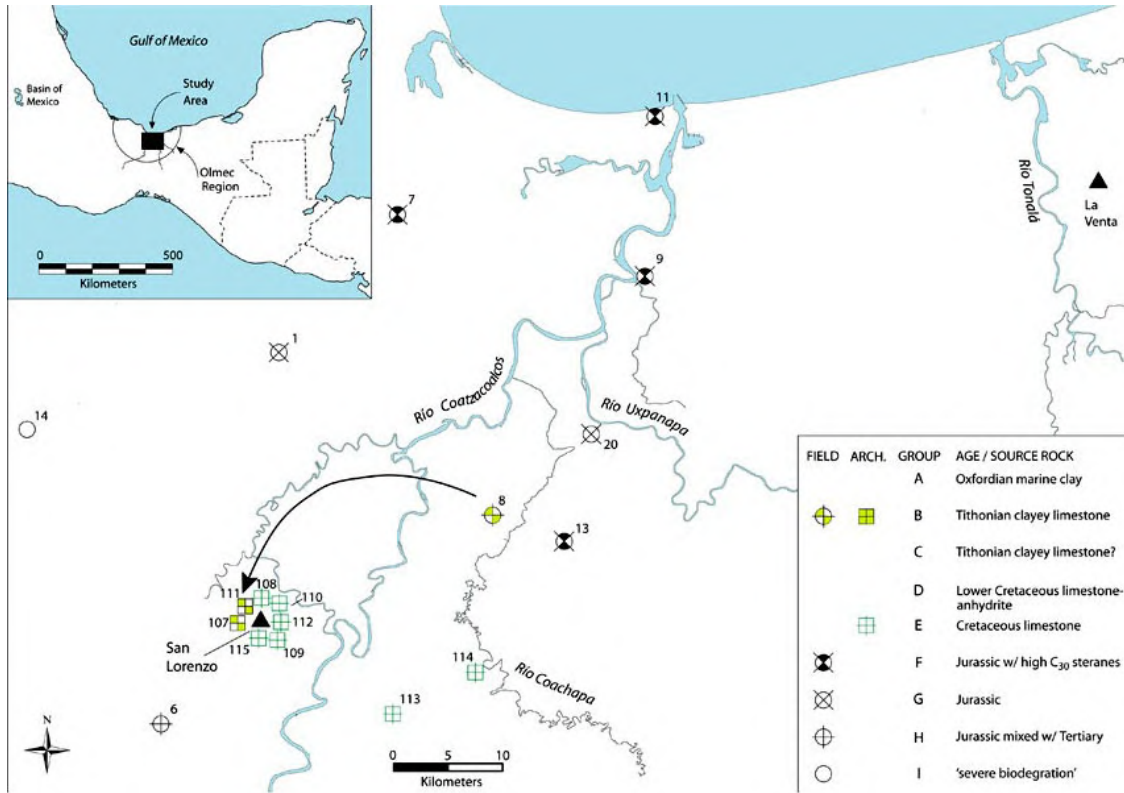 Gulf of Mexico
Basin of
Mexico
Study
Area
Olmec
Region
0 500
Kilometers
11
7
Río Tonalá
La
Venta
9
1
Río Coatzacoalcos
14
Río Uxpanapa
20
8
13
111
108
110
107
112
San
Lorenzo
115
109
114
Río Coachapa
113
6
N
0 5 10
Kilometers
FIELD ARCH. GROUP AGE / SOURCE ROCK
A Oxfordian marine clay
B Tithonian clayey limestone
C Tithonian clayey limestone?
D Lower Cretaceous limestone-
anhydrite
E Cretaceous limestone
F Jurassic w/ high C30 steranes
G Jurassic
H Jurassic mixed w/ Tertiary
I 'severe biodegration'